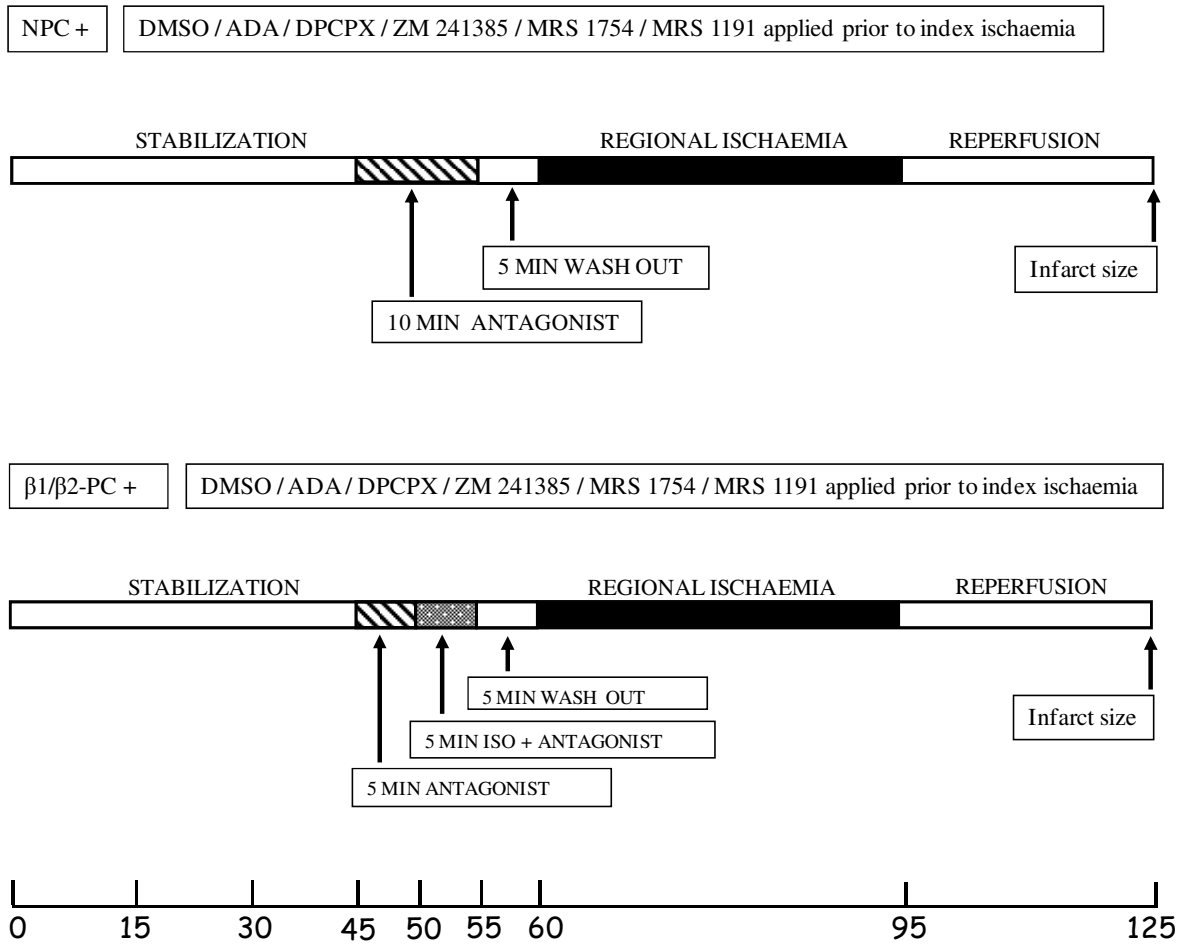 NPC +
DMSO / ADA / DPCPX / ZM 241385 / MRS 1754 / MRS 1191 applied prior to index ischaemia
STABILIZATION
REGIONAL ISCHAEMIA
REPERFUSION
5 MIN WASH OUT
Infarct size
10 MIN ANTAGONIST
β1/β2-PC +
DMSO / ADA / DPCPX / ZM 241385 / MRS 1754 / MRS 1191 applied prior to index ischaemia
STABILIZATION
REGIONAL ISCHAEMIA
REPERFUSION
5 MIN WASH OUT
Infarct size
5 MIN ISO + ANTAGONIST
5 MIN ANTAGONIST
0 15 30 45 50 55 60 95 125